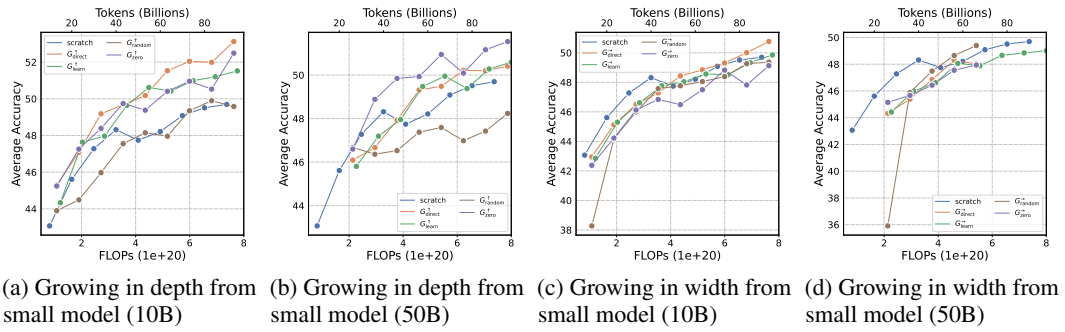 Tokens (Billions)
20 40 60 80
scratch
G↑direct
G↑learn
G↑random
G↑zero
Average Accuracy
52
50
48
46
44
2 4 6 8
FLOPs (1e+20)
(a) Growing in depth from
small model (10B)
Tokens (Billions)
20 40 60 80
scratch
G↑direct
G↑learn
G↑random
G↑zero
Average Accuracy
50
48
46
44
2 4 6 8
FLOPs (1e+20)
(b) Growing in depth from
small model (50B)
Tokens (Billions)
20 40 60 80
scratch
G→direct
G→learn
G→random
G→zero
Average Accuracy
50
48
46
44
42
40
38
2 4 6 8
FLOPs (1e+20)
(c) Growing in width from
small model (10B)
Tokens (Billions)
20 40 60 80
scratch
G→direct
G→learn
G→random
G→zero
Average Accuracy
50
48
46
44
42
40
38
36
0 2 4 6 8
FLOPs (1e+20)
(d) Growing in width from
small model (50B)